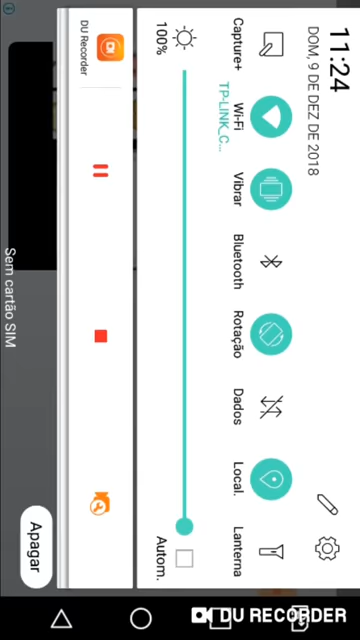 11:24
DOM, 9 DE DEZ DE 2018
Capture+
Wi-Fi
TP-LINK_C...
Vibrar
Bluetooth
Rotação
Dados
Local.
Lanterna
100%
Autom.
DU Recorder
Sem cartão SIM
Apagar
DU RECORDER